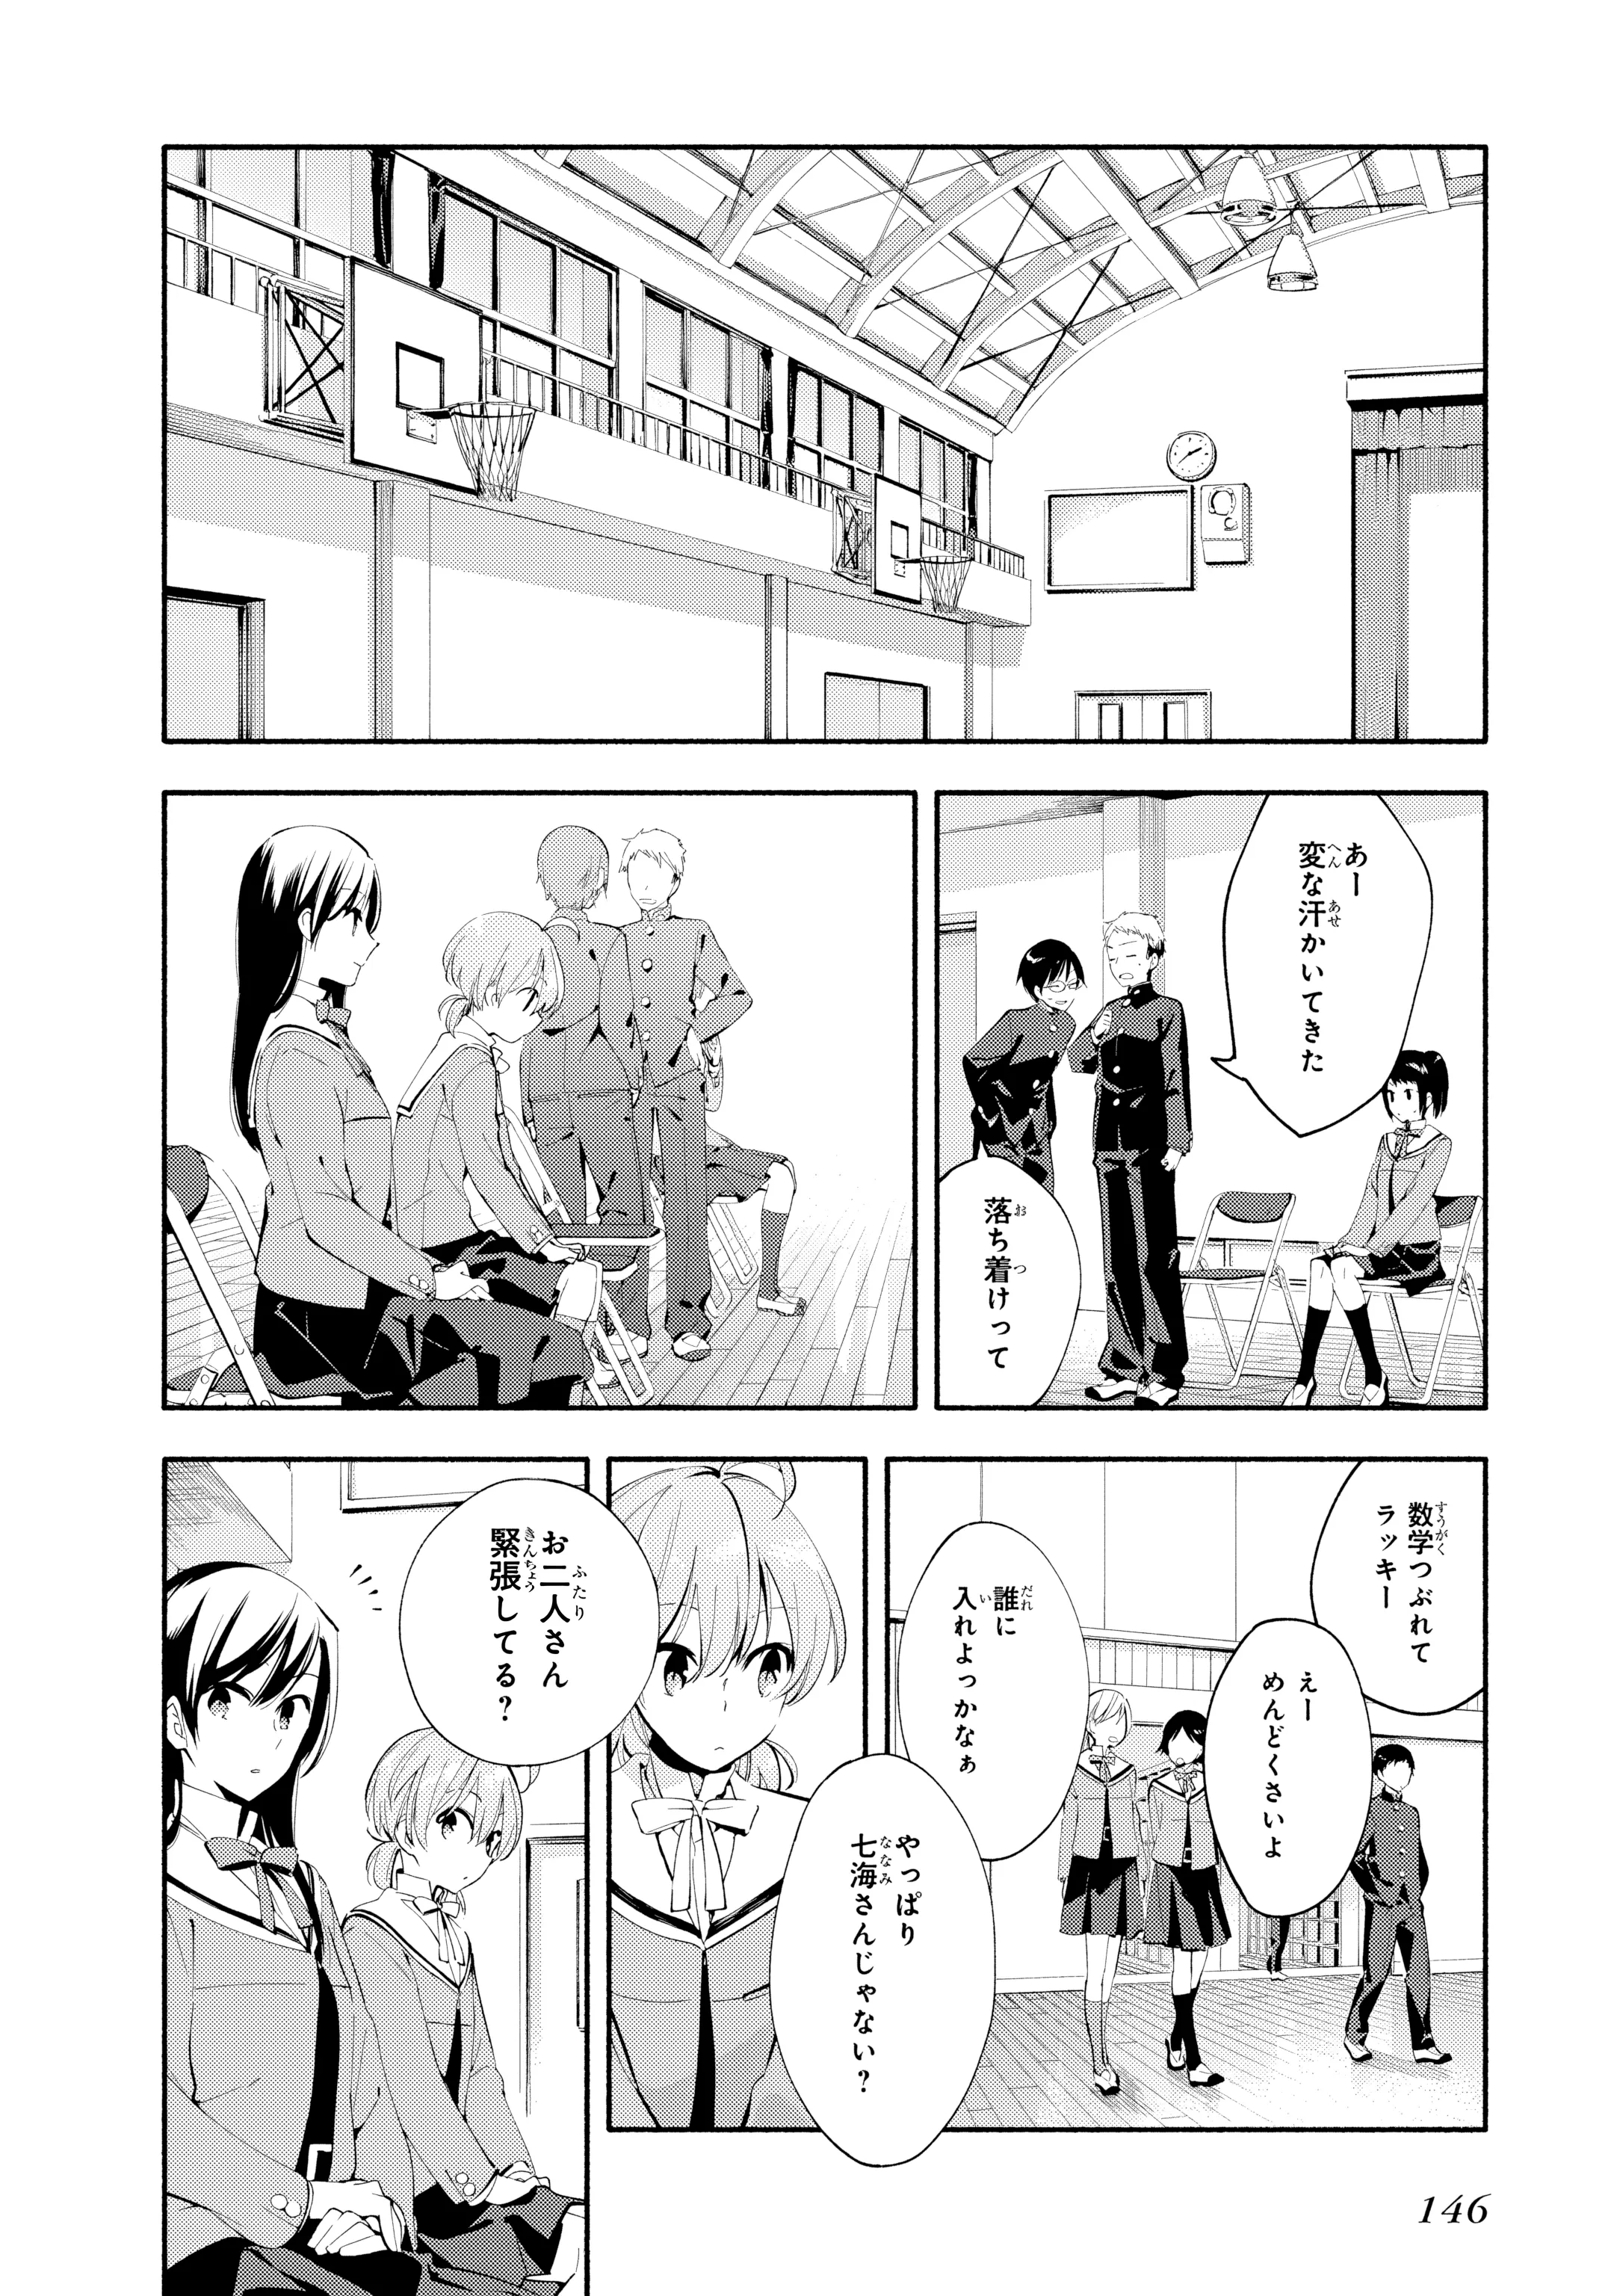 あー
変な汗かいてきた
落ち着けって
数学つぶれて
ラッキー
えー
めんどくさいよ
誰に
入れよっかなぁ
やっぱり
七海さんじゃない?
お二人さん
緊張してる?
146